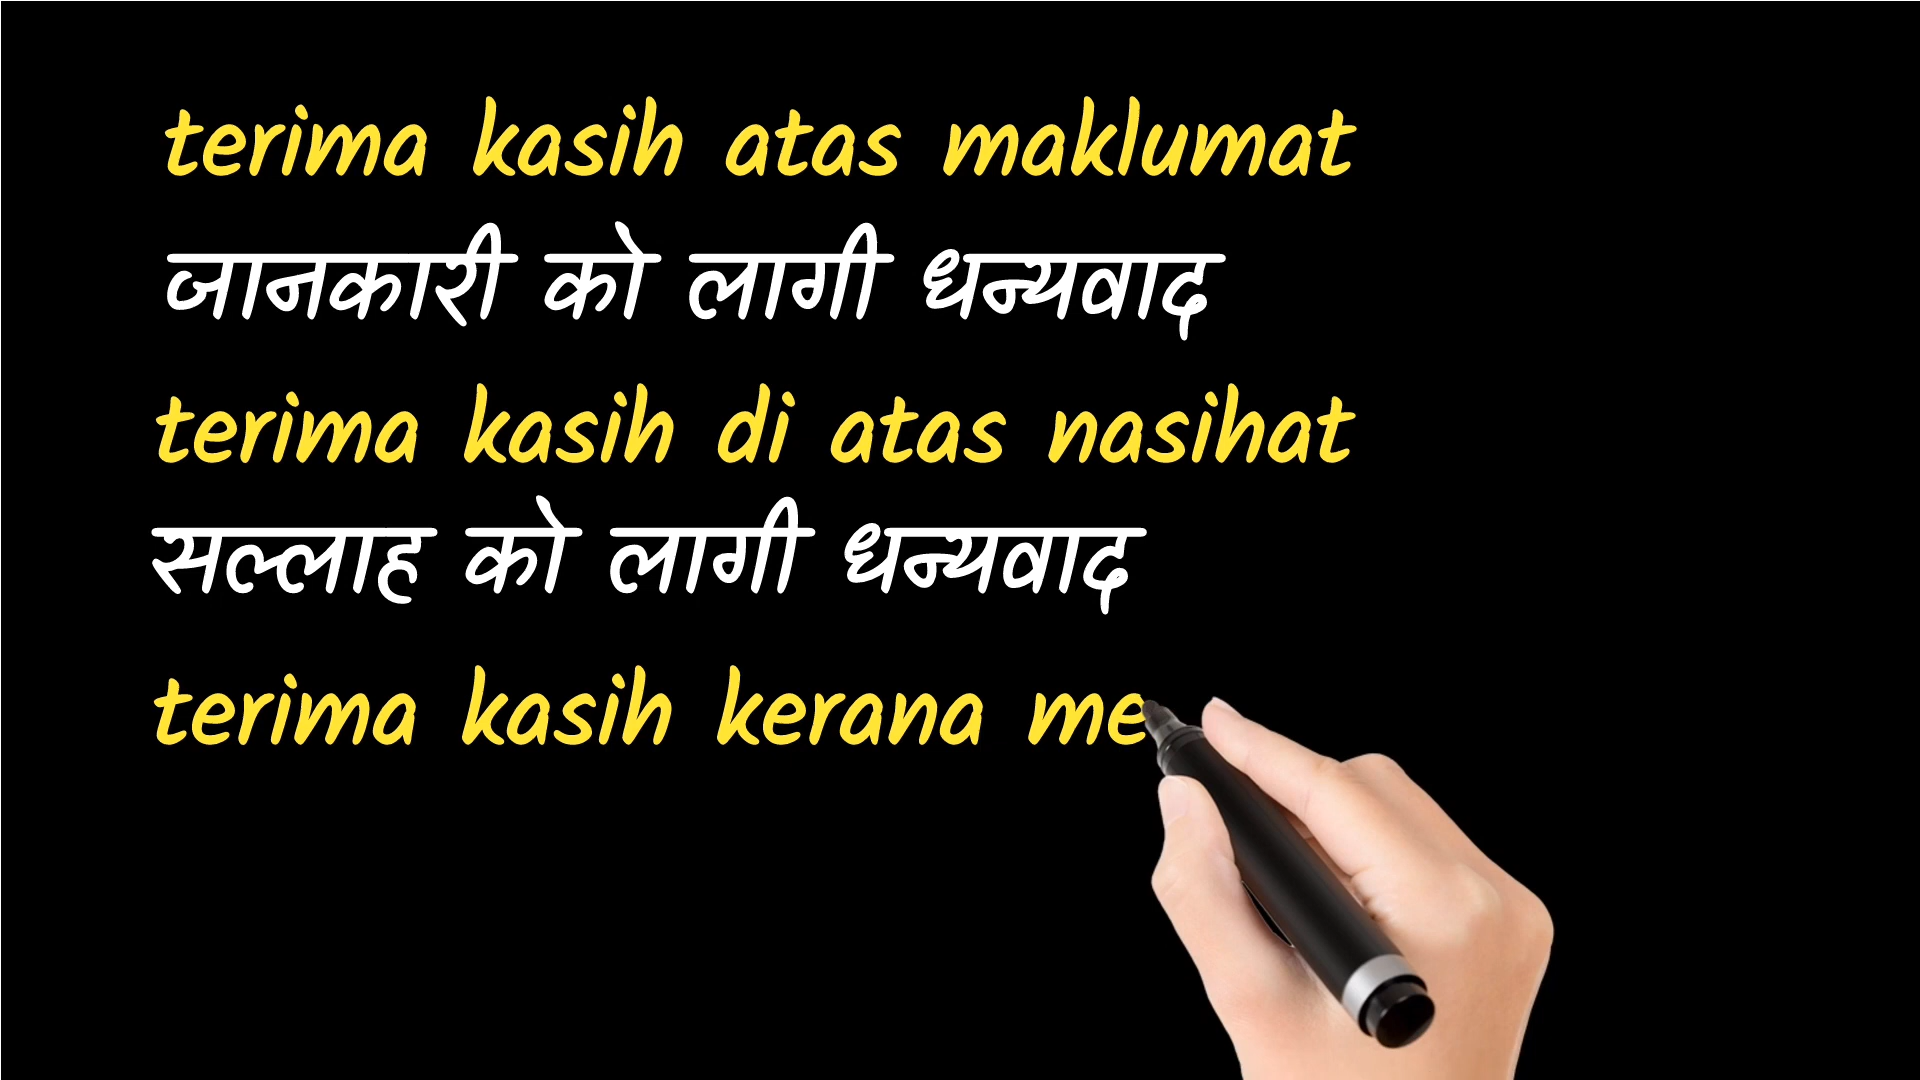 terima kasih atas maklumat
जानकारी को लागी धन्यवाद
terima kasih di atas nasihat
सल्लाह को लागी धन्यवाद
terima kasih kerana me